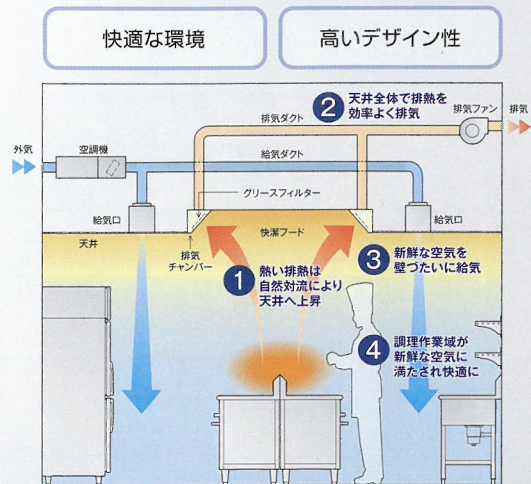 快適な環境
高いデザイン性
2 天井全体で排熱を
効率よく排気
排気ダクト
排気ファン
排気
外気
空調機
給気ダクト
グリースフィルター
給気口
給気口
天井
排気
チャンバー
快潔フード
1 熱い排熱は
自然対流により
天井へ上昇
3 新鮮な空気を
壁づたいに給気
4 調理作業域が
新鮮な空気に
満たされ快適に